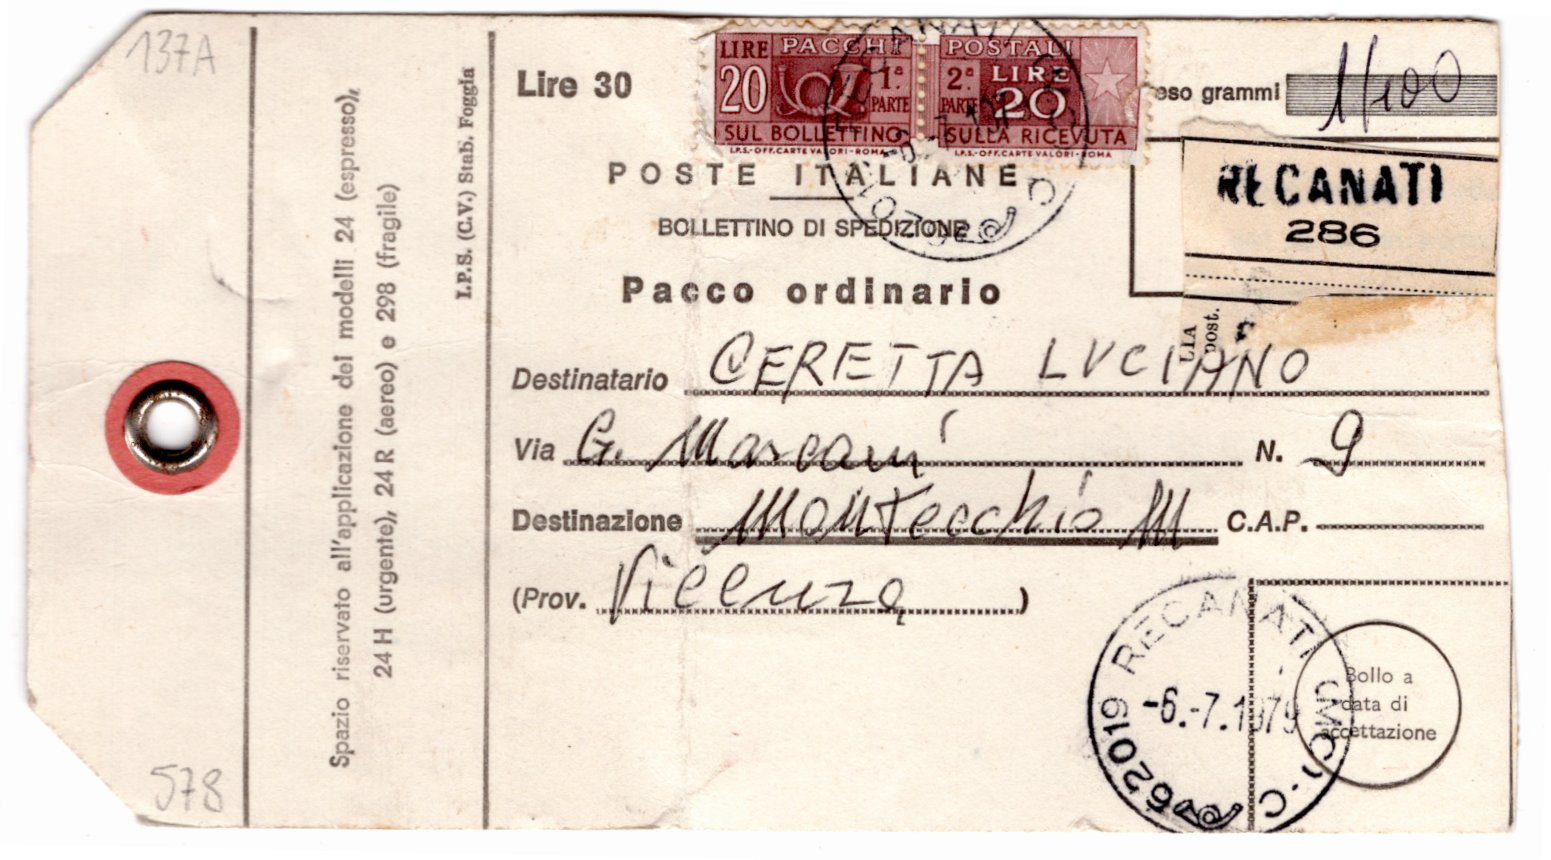 137A
Lire 30
LIRE 20 PACCHI 1ª PARTE SUL BOLLETTINO
I.P.S.-OFF.CARTE VALORI-ROMA
POSTALI 2ª PARTE LIRE 20 SULLA RICEVUTA
I.P.S.-OFF.CARTE VALORI-ROMA
eso grammi
POSTE ITALIANE
BOLLETTINO DI SPEDIZIONE
Pacco ordinario
RECANATI
286
LIA
post.
Destinatario CERETTA LUCIANO
Via G. N. 9
Destinazione Montecchio M C.A.P.
(Prov. Vicenza)
62019 RECANATI
-6.-7.1979
Bollo a
data di
accettazione
Spazio riservato all'applicazione dei modelli 24 (espresso),
24 H (urgente), 24 R (aereo) e 298 (fragile)
I.P.S. (C.V.) Stab. Foggia
578